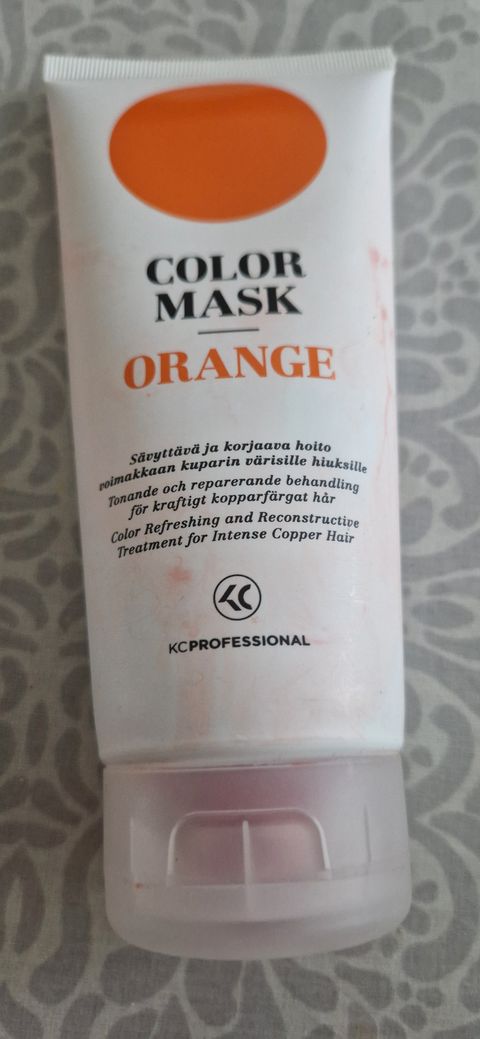 COLOR
MASK
ORANGE
Sävyttävä ja korjaava hoito
voimakkaan kuparin värisille hiuksille
Tonande och reparerande behandling
för kraftigt kopparfärgat hår
Color Refreshing and Reconstructive
Treatment for Intense Copper Hair
KC
KCPROFESSIONAL